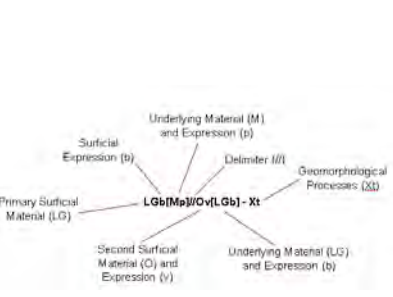 Underlying Material (M)
and Expression (p)
Surficial
Expression (b)
Delimiter ///
Geomorphological
Processes (Xt)
Primary Surficial
Material (LG)
LGb[Mp]//Ov[LGb] - Xt
Second Surficial
Material (O) and
Expression (v)
Underlying Material (LG)
and Expression (b)